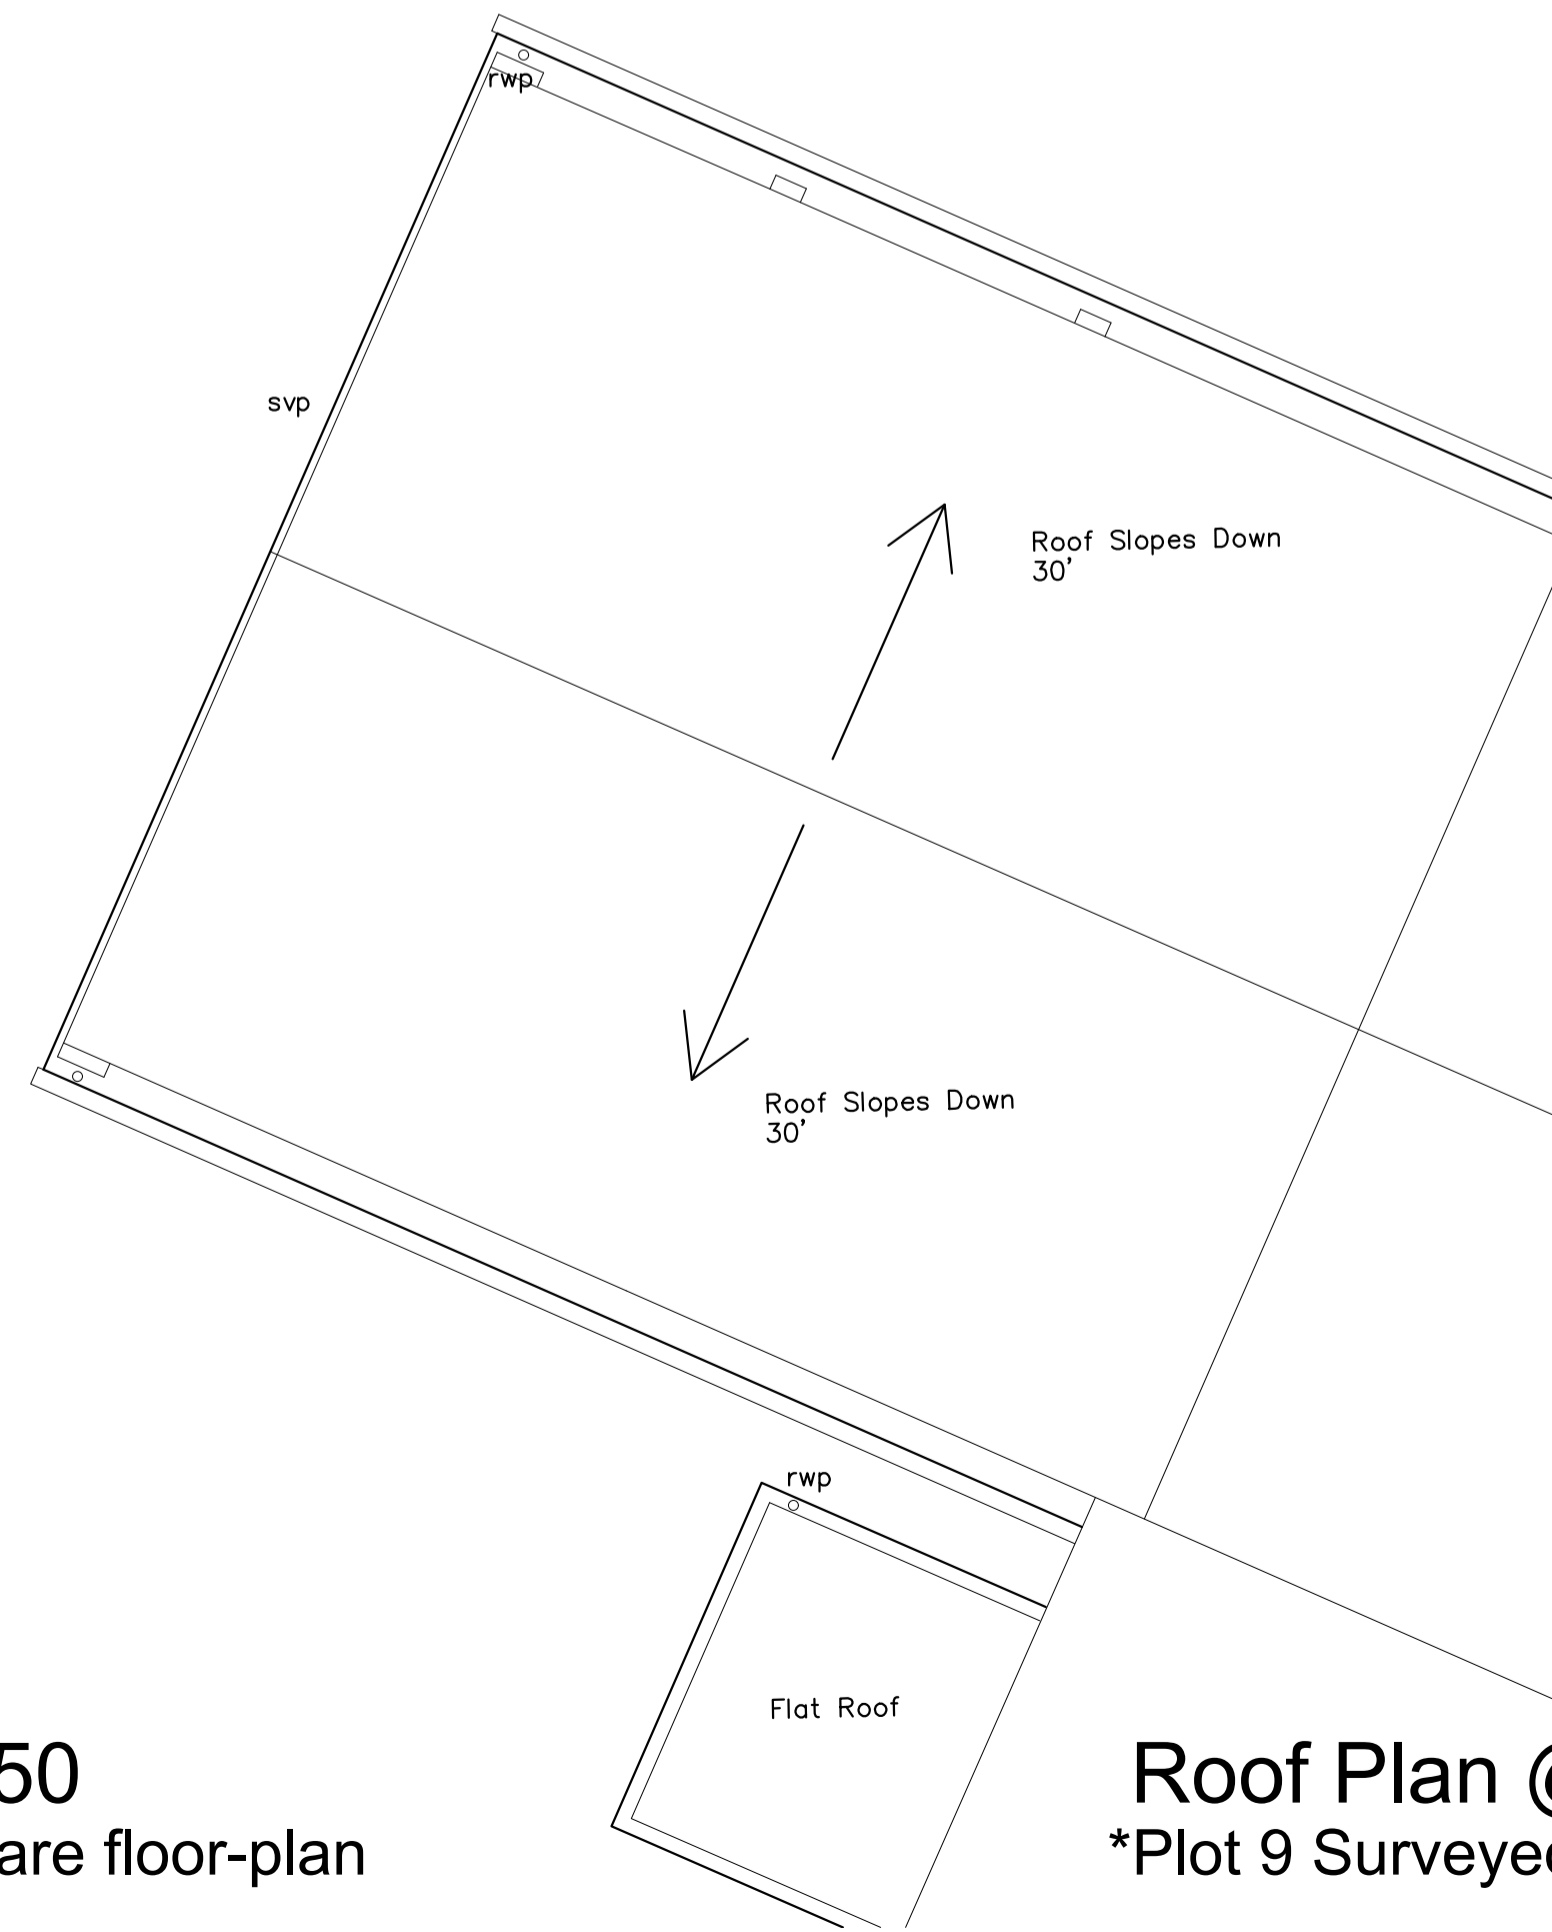 rwp
svp
Roof Slopes Down
30'
Roof Slopes Down
30'
rwp
Flat Roof
50
are floor-plan
Roof Plan @
*Plot 9 Surveyed